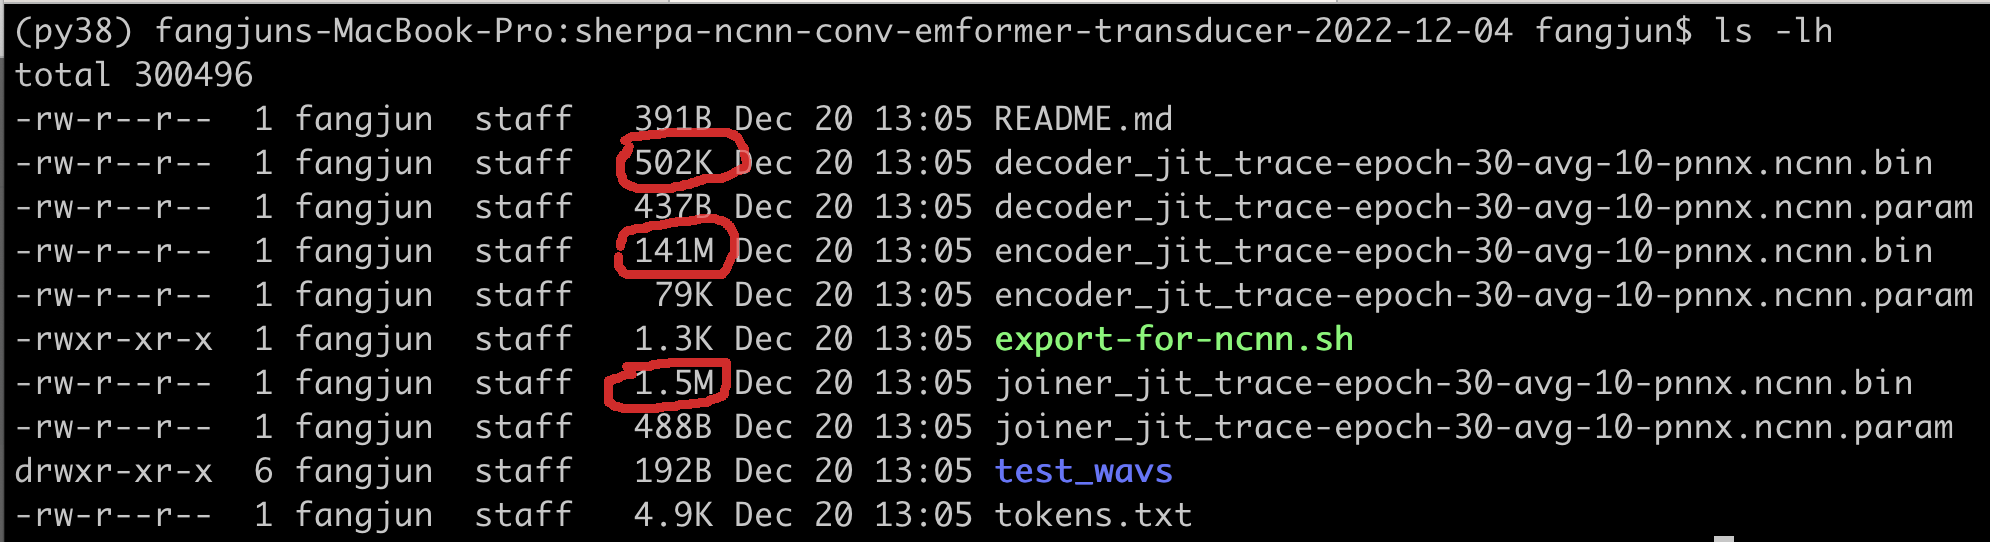 (py38) fangjuns-MacBook-Pro:sherpa-ncnn-conv-emformer-transducer-2022-12-04 fangjun$ ls -lh
total 300496
-rw-r--r--  1 fangjun  staff   391B Dec 20 13:05 README.md
-rw-r--r--  1 fangjun  staff   502K Dec 20 13:05 decoder_jit_trace-epoch-30-avg-10-pnnx.ncnn.bin
-rw-r--r--  1 fangjun  staff   437B Dec 20 13:05 decoder_jit_trace-epoch-30-avg-10-pnnx.ncnn.param
-rw-r--r--  1 fangjun  staff   141M Dec 20 13:05 encoder_jit_trace-epoch-30-avg-10-pnnx.ncnn.bin
-rw-r--r--  1 fangjun  staff    79K Dec 20 13:05 encoder_jit_trace-epoch-30-avg-10-pnnx.ncnn.param
-rwxr-xr-x  1 fangjun  staff   1.3K Dec 20 13:05 export-for-ncnn.sh
-rw-r--r--  1 fangjun  staff   1.5M Dec 20 13:05 joiner_jit_trace-epoch-30-avg-10-pnnx.ncnn.bin
-rw-r--r--  1 fangjun  staff   488B Dec 20 13:05 joiner_jit_trace-epoch-30-avg-10-pnnx.ncnn.param
drwxr-xr-x  6 fangjun  staff   192B Dec 20 13:05 test_wavs
-rw-r--r--  1 fangjun  staff   4.9K Dec 20 13:05 tokens.txt